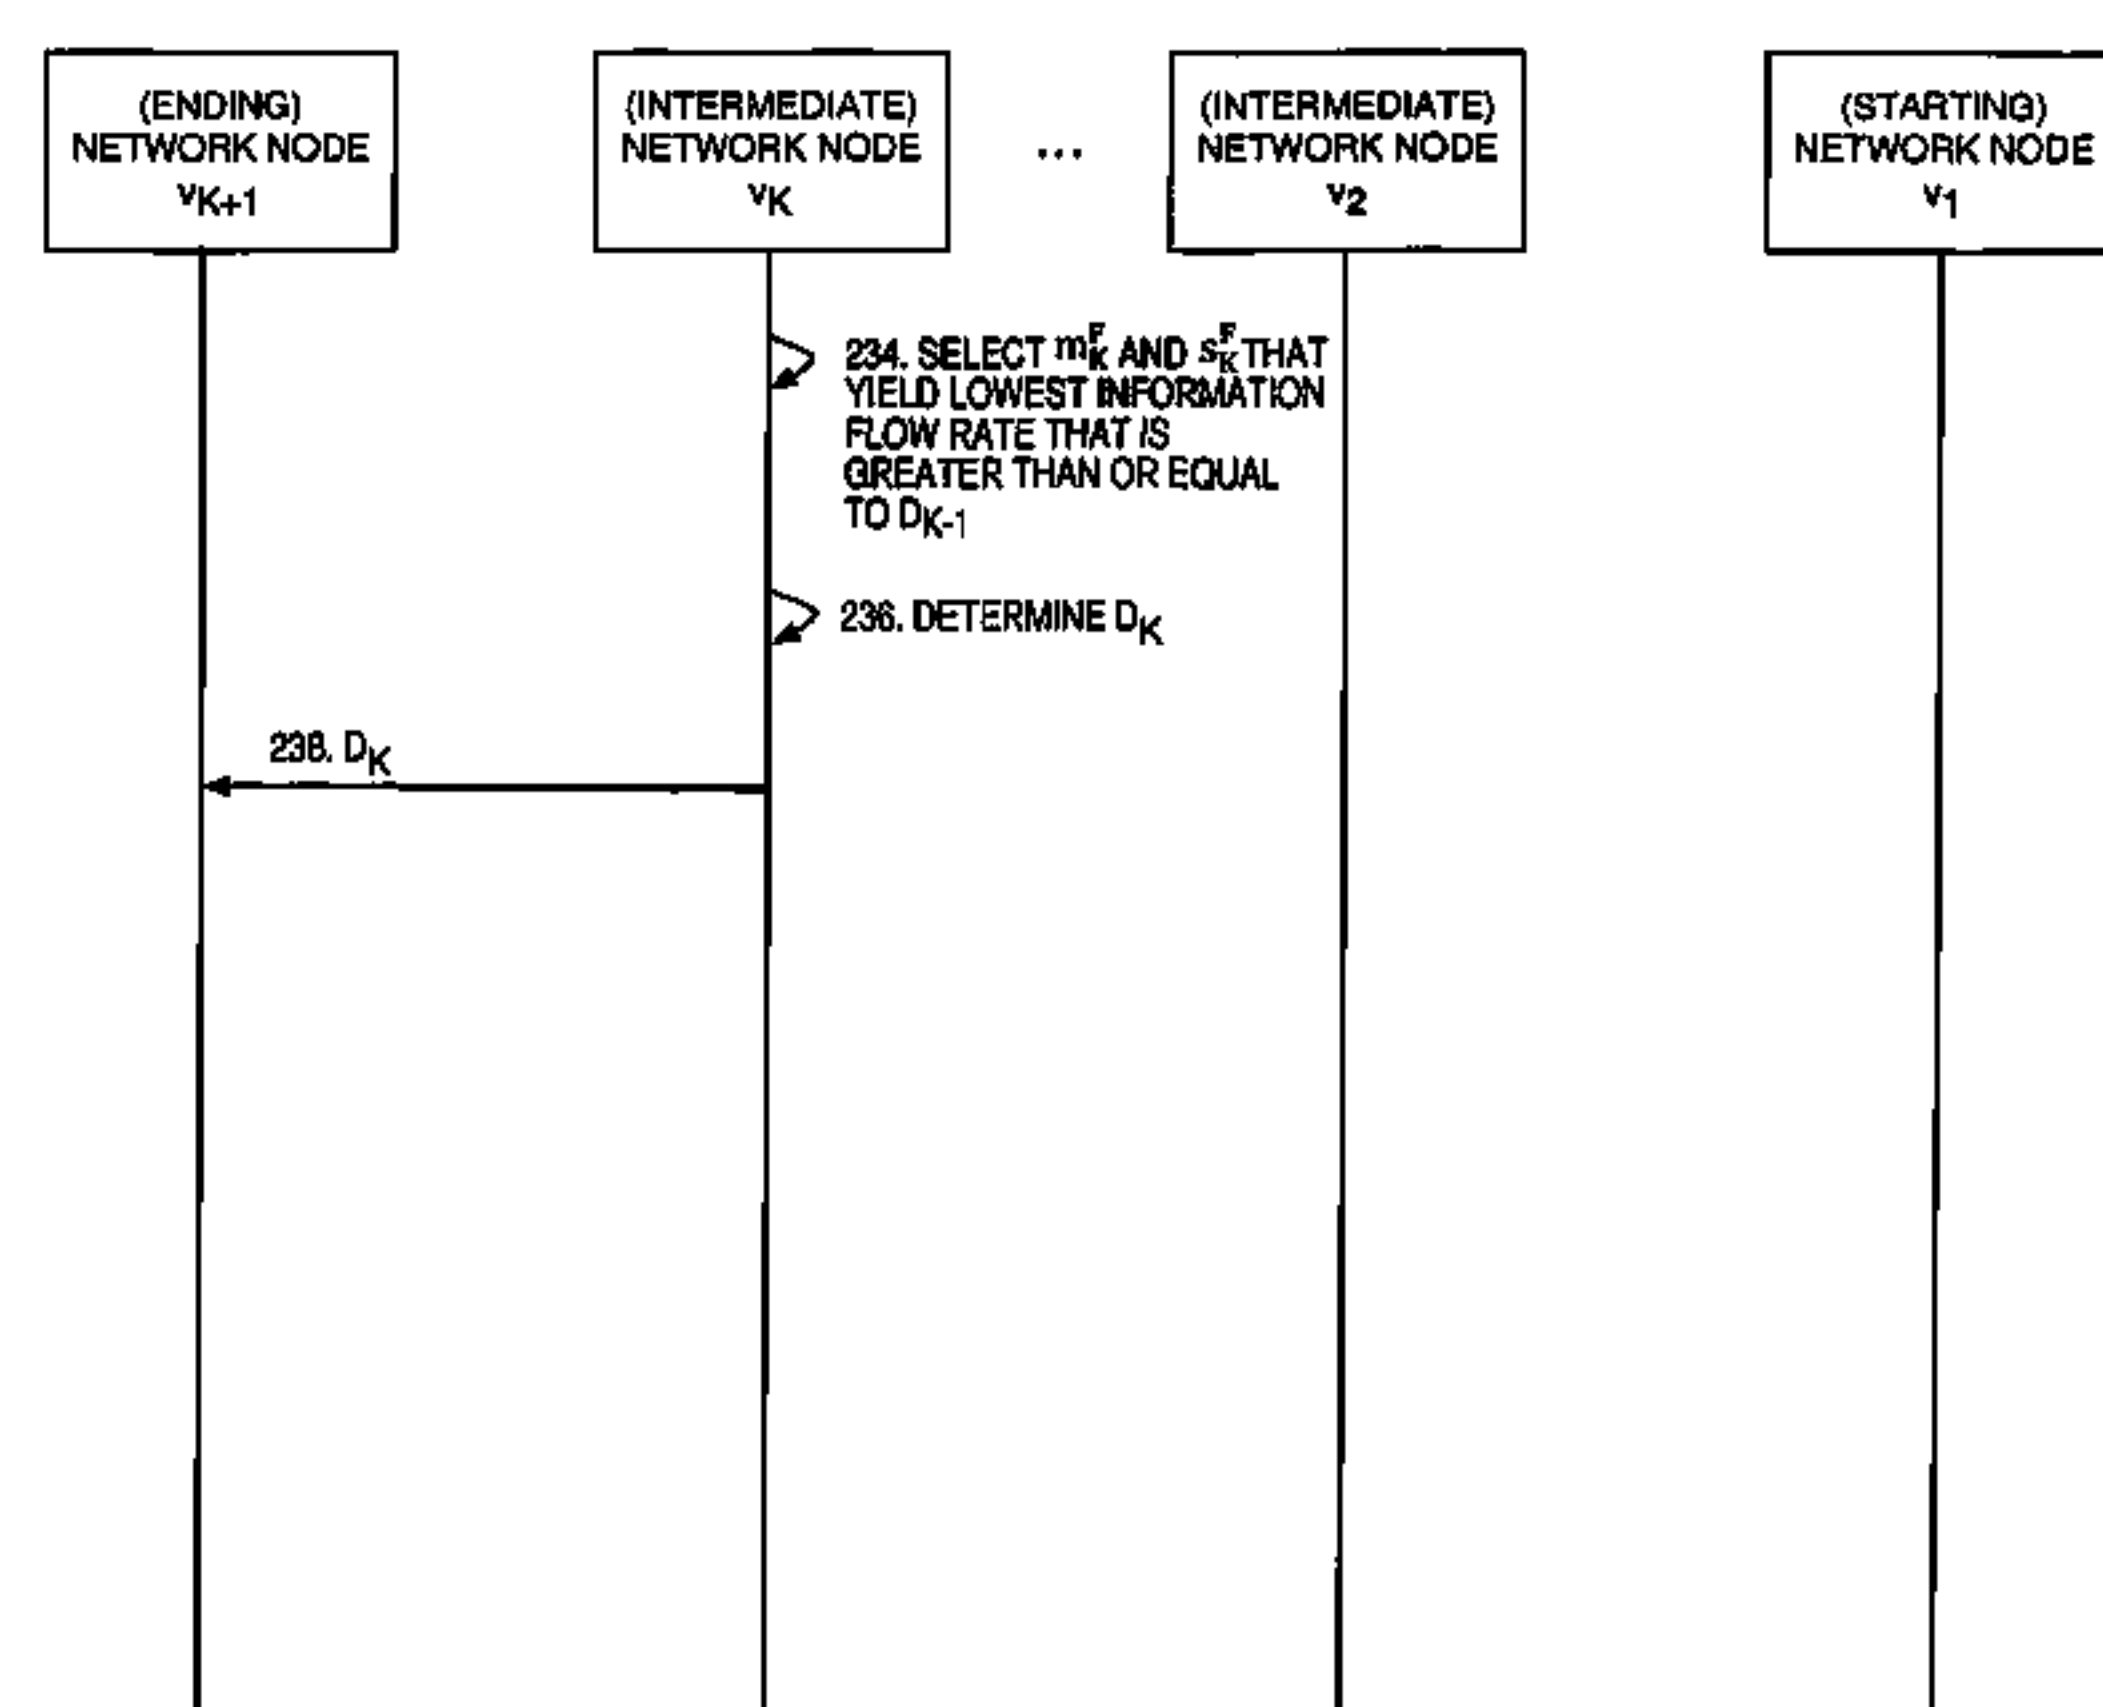 (ENDING)
NETWORK NODE
vK+1
(INTERMEDIATE)
NETWORK NODE
vK
...
(INTERMEDIATE)
NETWORK NODE
v2
(STARTING)
NETWORK NODE
v1
234. SELECT m_K^F AND s_K^F THAT
YIELD LOWEST INFORMATION
FLOW RATE THAT IS
GREATER THAN OR EQUAL
TO DK-1
236. DETERMINE DK
238. DK